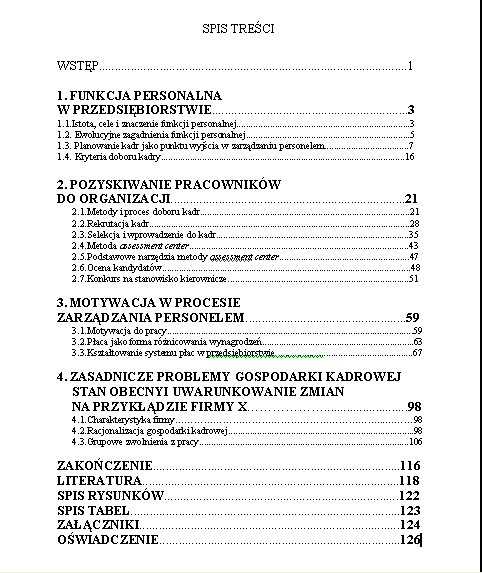 SPIS TREŚCI
WSTĘP.......................................................................................1
1. FUNKCJA PERSONALNA
W PRZEDSIĘBIORSTWIE.......................................................3
1.1.Istota, cele i znaczenie funkcji personalnej.......................................................3
1.2. Ewolucyjne zagadnienia funkcji personalnej.......................................................5
1.3. Planowanie kadr jako punktu wyjścia w zarządzaniu personelem............................7
1.4. Kryteria doboru kadry.......................................................16
2. POZYSKIWANIE PRACOWNIKÓW
DO ORGANIZACJI.......................................................21
2.1.Metody i proces doboru kadr.......................................................21
2.2.Rekrutacja kadr.......................................................28
2.3.Selekcja i wprowadzenie do kadr.......................................................35
2.4.Metoda assessment center.......................................................43
2.5.Podstawowe narzędzia metody assessment center.......................................47
2.6.Ocena kandydatów.......................................................48
2.7.Konkurs na stanowisko kierownicze.......................................................51
3. MOTYWACJA W PROCESIE
ZARZĄDZANIA PERSONELEM.......................................................59
3.1.Motywacja do pracy.......................................................59
3.2.Płaca jako forma różnicowania wynagrodzeń.......................................63
3.3.Kształtowanie systemu płac w przedsiębiorstwie.......................................67
4. ZASADNICZE PROBLEMY GOSPODARKI KADROWEJ
STAN OBECNY I UWARUNKOWANIE ZMIAN
NA PRZYKŁADZIE FIRMY X.......................................98
4.1.Charakterystyka firmy.......................................................98
4.2.Racjonalizacja gospodarki kadrowej.......................................98
4.3.Grupowe zwolnienia z pracy.......................................106
ZAKOŃCZENIE.......................................................116
LITERATURA.......................................................118
SPIS RYSUNKÓW.......................................................122
SPIS TABEL.......................................................123
ZAŁĄCZNIKI.......................................................124
OŚWIADCZENIE.......................................................126